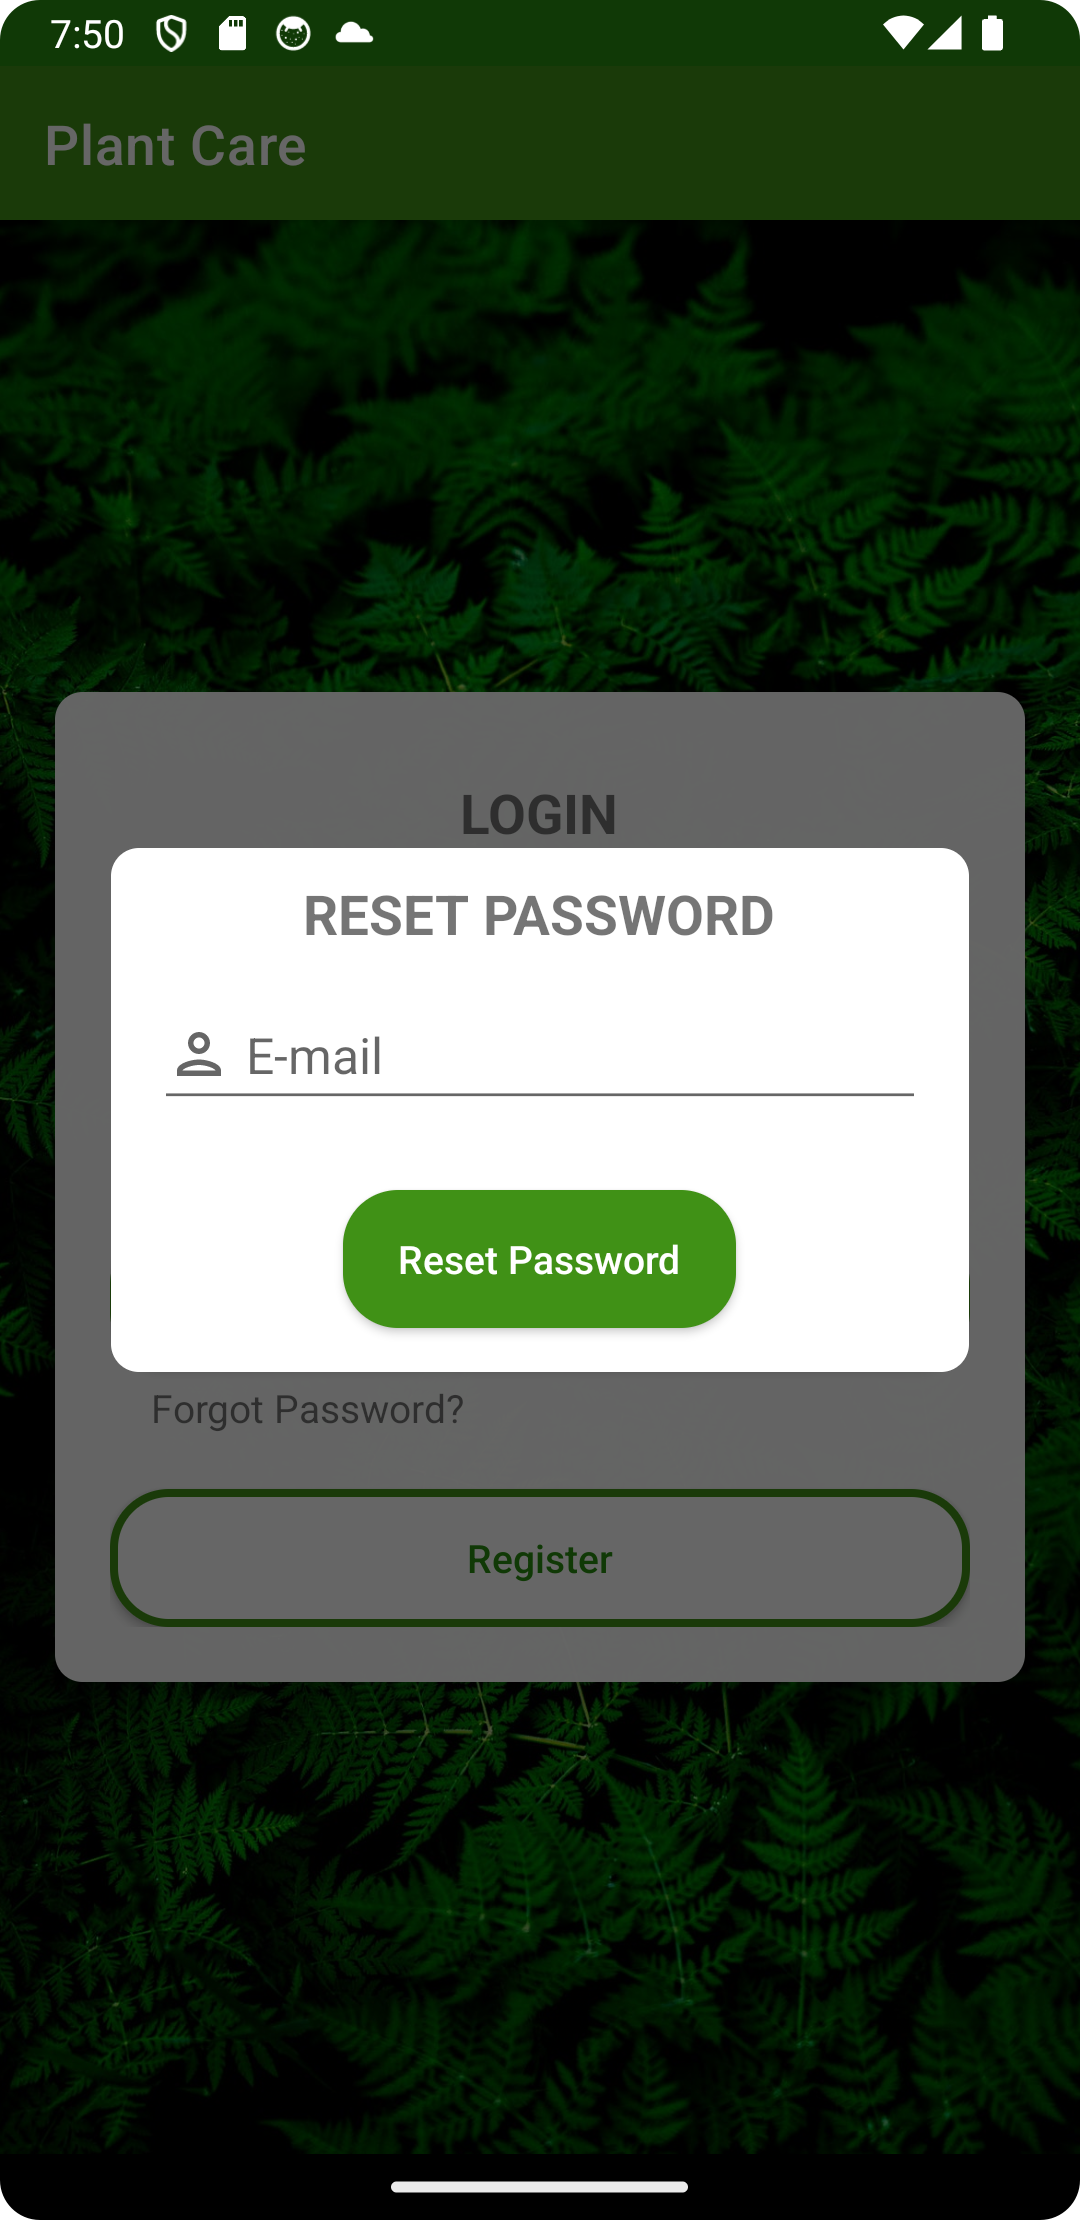 7:50
Plant Care
LOGIN
RESET PASSWORD
E-mail
Reset Password
Forgot Password?
Register